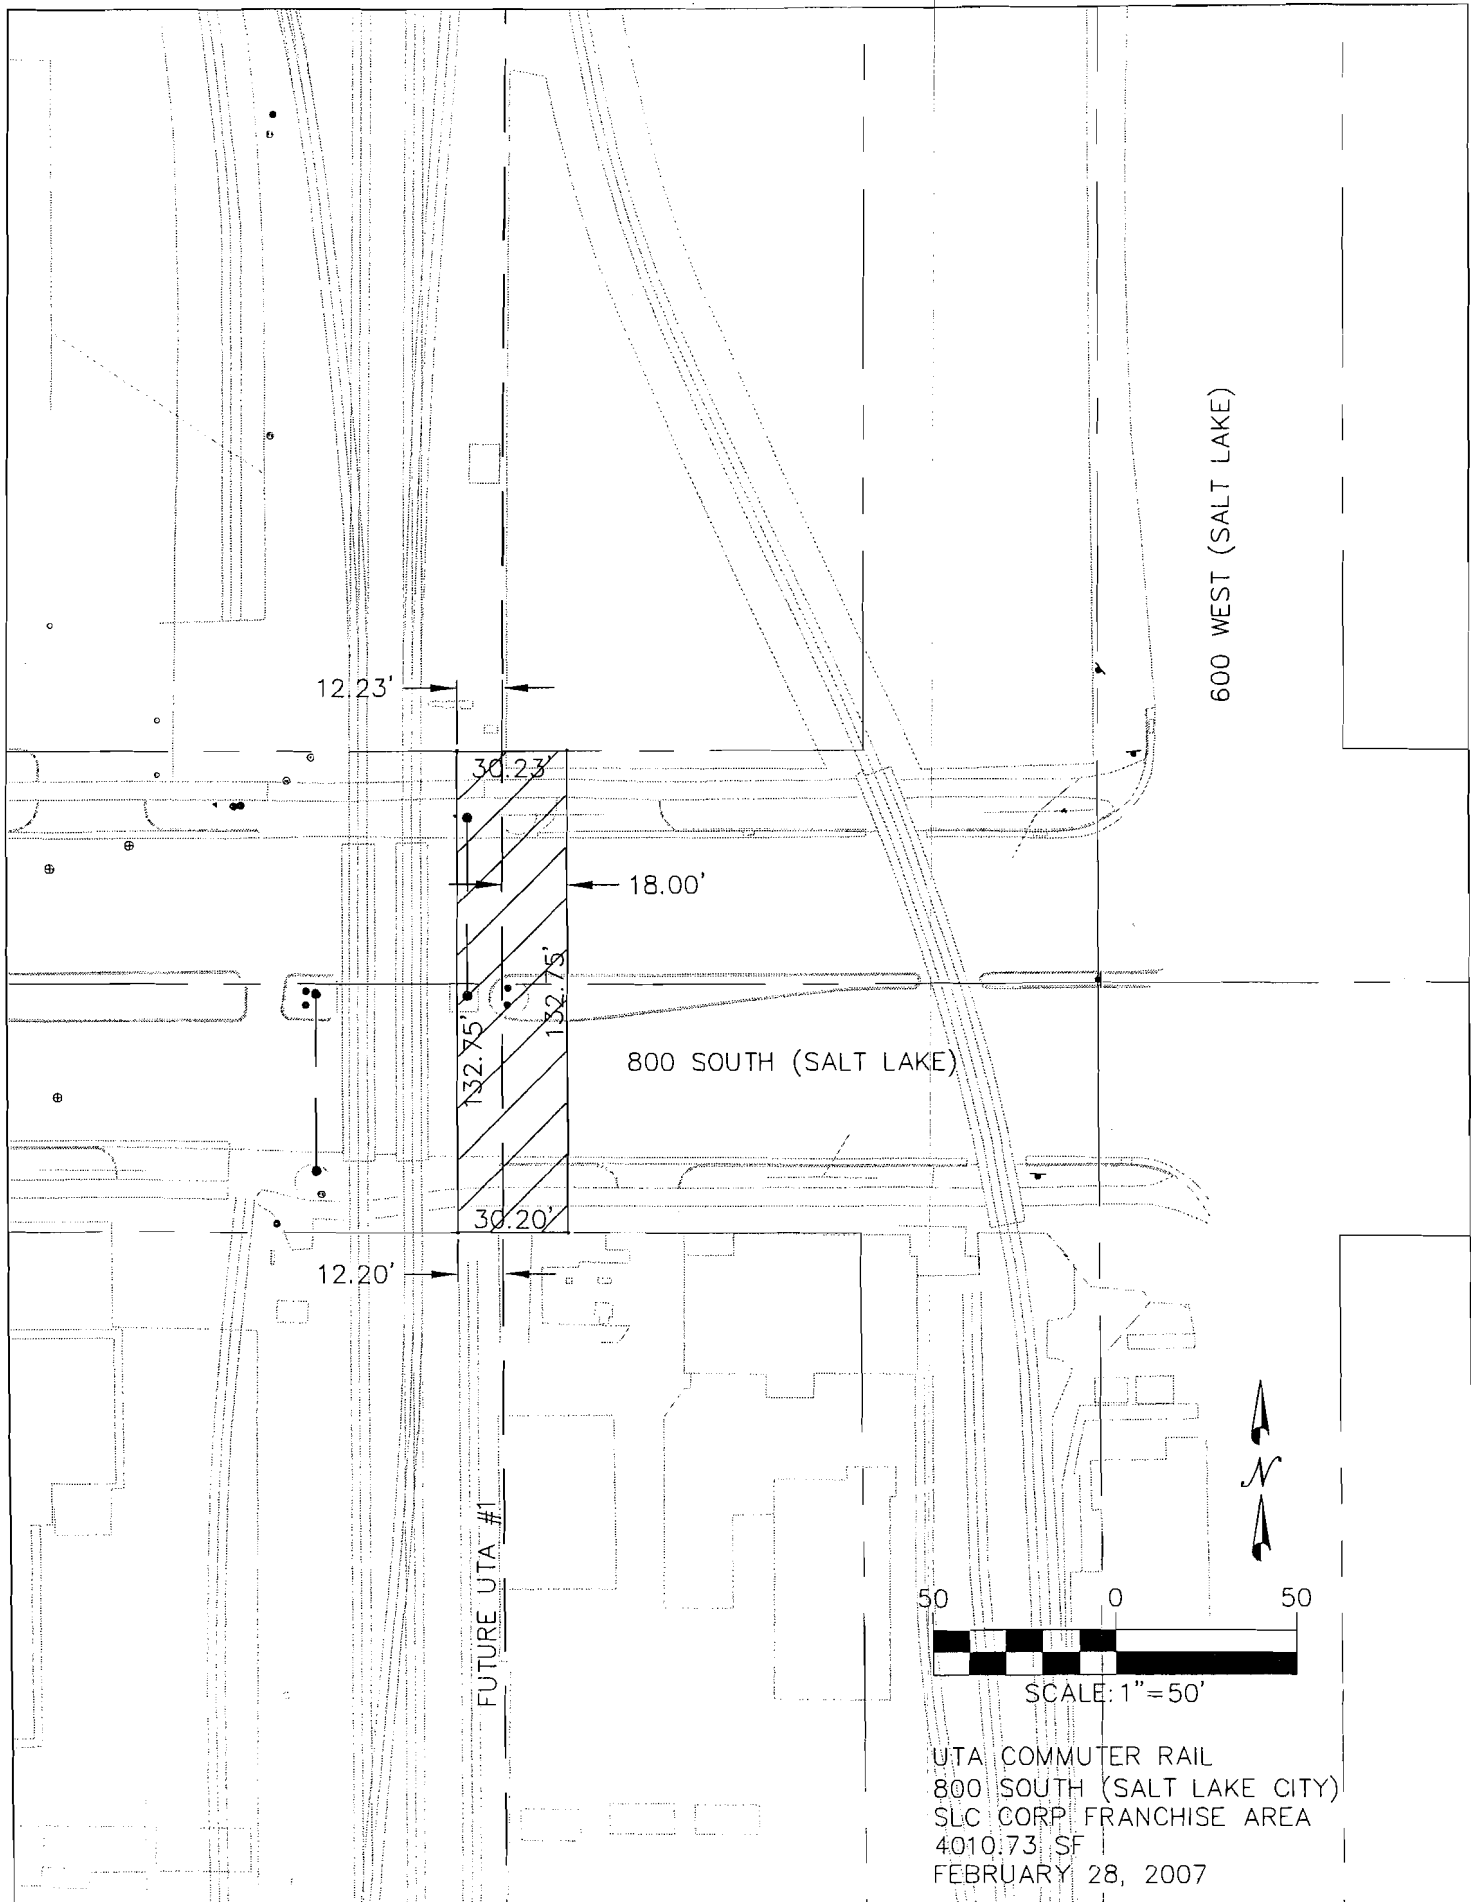 600 WEST (SALT LAKE)
12.23'
30.23'
18.00'
132.75'
132.75'
800 SOUTH (SALT LAKE)
30.20'
12.20'
FUTURE UTA #1
N
50 0 50
SCALE: 1"=50'
UTA COMMUTER RAIL
800 SOUTH (SALT LAKE CITY)
SLC CORP FRANCHISE AREA
4010.73 SF
FEBRUARY 28, 2007